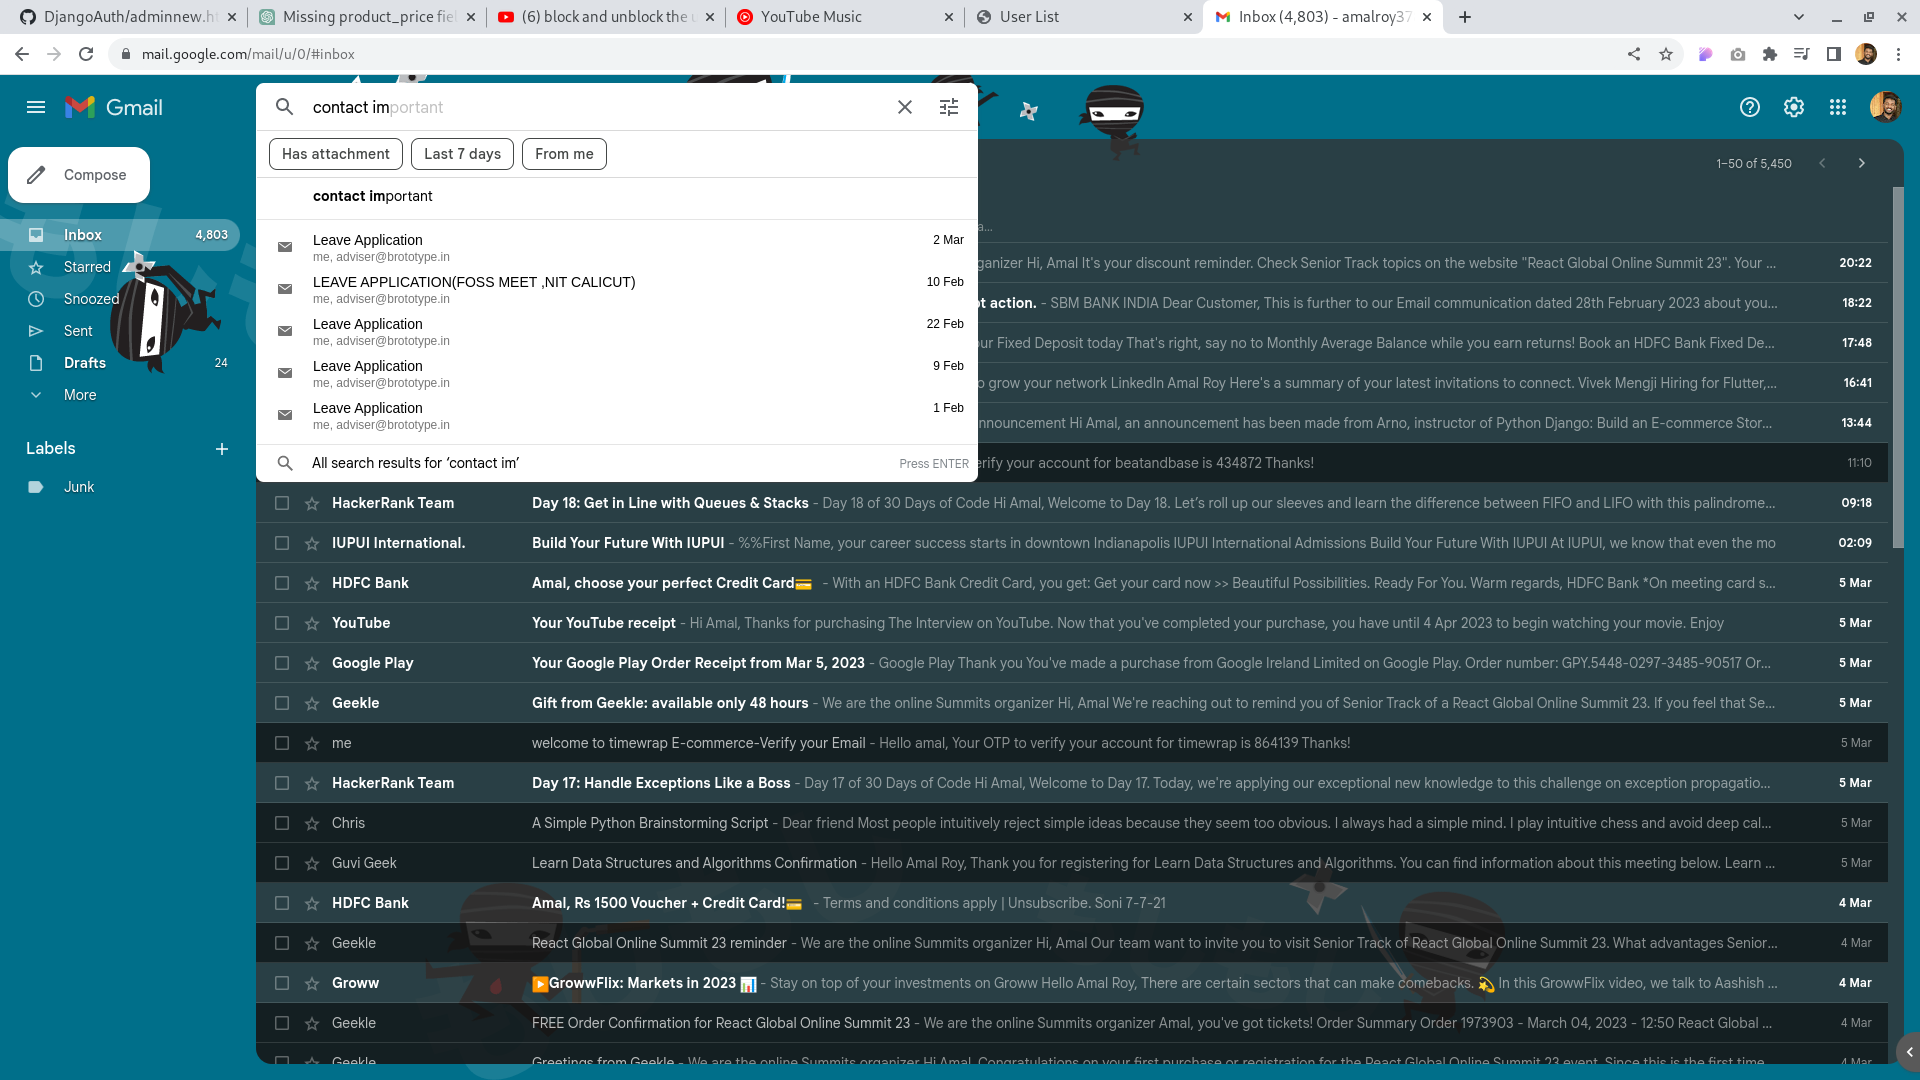 DjangoAuth/adminnew.ht
Missing product_price fiel
(6) block and unblock the u
YouTube Music
User List
Inbox (4,803) - amalroy37
mail.google.com/mail/u/0/#inbox
Gmail
contact important
Has attachment
Last 7 days
From me
1–50 of 5,450
Compose
contact important
Inbox 4,803
Starred
Snoozed
Sent
Drafts 24
More
Labels
Junk
Leave Application 2 Mar
me, adviser@brototype.in
LEAVE APPLICATION(FOSS MEET ,NIT CALICUT) 10 Feb
me, adviser@brototype.in
Leave Application 22 Feb
me, adviser@brototype.in
Leave Application 9 Feb
me, adviser@brototype.in
Leave Application 1 Feb
me, adviser@brototype.in
All search results for ‘contact im’ Press ENTER
a...
ganizer Hi, Amal It's your discount reminder. Check Senior Track topics on the website "React Global Online Summit 23". Your ... 20:22
pt action. - SBM BANK INDIA Dear Customer, This is further to our Email communication dated 28th February 2023 about you... 18:22
ur Fixed Deposit today That's right, say no to Monthly Average Balance while you earn returns! Book an HDFC Bank Fixed De... 17:48
o grow your network LinkedIn Amal Roy Here's a summary of your latest invitations to connect. Vivek Mengji Hiring for Flutter,... 16:41
nnouncement Hi Amal, an announcement has been made from Arno, instructor of Python Django: Build an E-commerce Stor... 13:44
erify your account for beatandbase is 434872 Thanks! 11:10
HackerRank Team Day 18: Get in Line with Queues & Stacks - Day 18 of 30 Days of Code Hi Amal, Welcome to Day 18. Let’s roll up our sleeves and learn the difference between FIFO and LIFO with this palindrome... 09:18
IUPUI International. Build Your Future With IUPUI - %%First Name, your career success starts in downtown Indianapolis IUPUI International Admissions Build Your Future With IUPUI At IUPUI, we know that even the mo 02:09
HDFC Bank Amal, choose your perfect Credit Card💳 - With an HDFC Bank Credit Card, you get: Get your card now >> Beautiful Possibilities. Ready For You. Warm regards, HDFC Bank *On meeting card s... 5 Mar
YouTube Your YouTube receipt - Hi Amal, Thanks for purchasing The Interview on YouTube. Now that you've completed your purchase, you have until 4 Apr 2023 to begin watching your movie. Enjoy 5 Mar
Google Play Your Google Play Order Receipt from Mar 5, 2023 - Google Play Thank you You've made a purchase from Google Ireland Limited on Google Play. Order number: GPY.5448-0297-3485-90517 Or... 5 Mar
Geekle Gift from Geekle: available only 48 hours - We are the online Summits organizer Hi, Amal We're reaching out to remind you of Senior Track of a React Global Online Summit 23. If you feel that Se... 5 Mar
me welcome to timewrap E-commerce-Verify your Email - Hello amal, Your OTP to verify your account for timewrap is 864139 Thanks! 5 Mar
HackerRank Team Day 17: Handle Exceptions Like a Boss - Day 17 of 30 Days of Code Hi Amal, Welcome to Day 17. Today, we're applying our exceptional new knowledge to this challenge on exception propagatio... 5 Mar
Chris A Simple Python Brainstorming Script - Dear friend Most people intuitively reject simple ideas because they seem too obvious. I always had a simple mind. I play intuitive chess and avoid deep cal... 5 Mar
Guvi Geek Learn Data Structures and Algorithms Confirmation - Hello Amal Roy, Thank you for registering for Learn Data Structures and Algorithms. You can find information about this meeting below. Learn ... 5 Mar
HDFC Bank Amal, Rs 1500 Voucher + Credit Card!💳 - Terms and conditions apply | Unsubscribe. Soni 7-7-21 4 Mar
Geekle React Global Online Summit 23 reminder - We are the online Summits organizer Hi, Amal Our team want to invite you to visit Senior Track of React Global Online Summit 23. What advantages Senior... 4 Mar
Groww ▶️GrowwFlix: Markets in 2023 📊 - Stay on top of your investments on Groww Hello Amal Roy, There are certain sectors that can make comebacks. 💫 In this GrowwFlix video, we talk to Aashish ... 4 Mar
Geekle FREE Order Confirmation for React Global Online Summit 23 - We are the online Summits organizer Amal, you've got tickets! Order Summary Order 1973903 - March 04, 2023 - 12:50 React Global ... 4 Mar
Geekle Greetings from Geekle - We are the online Summits organizer Hi Amal, Congratulations on your first purchase or registration for the React Global Online Summit 23 event. Since this is the first time 4 Mar